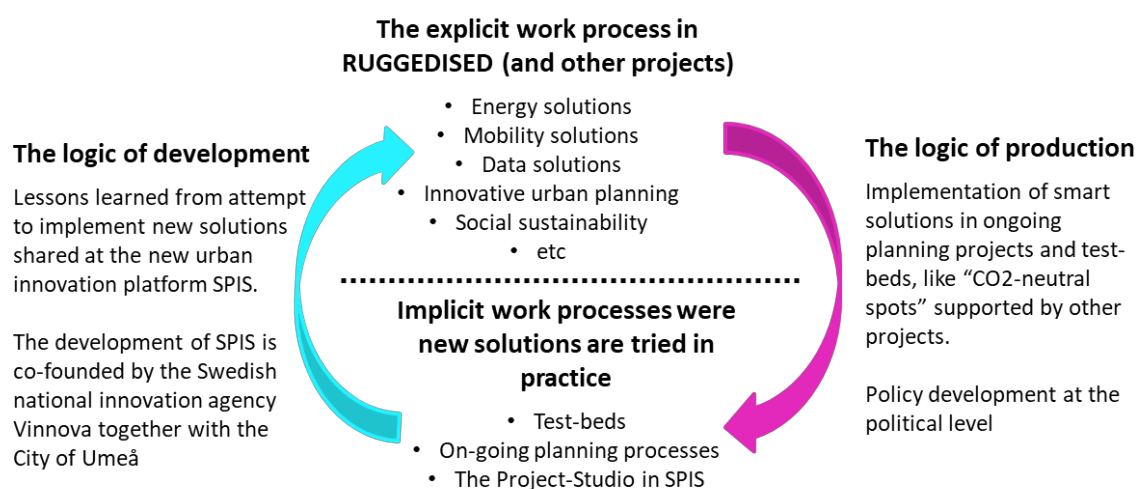 The explicit work process in
RUGGEDISED (and other projects)
• Energy solutions
• Mobility solutions
• Data solutions
• Innovative urban planning
• Social sustainability
• etc
The logic of development
Lessons learned from attempt
to implement new solutions
shared at the new urban
innovation platform SPIS.
The development of SPIS is
co-founded by the Swedish
national innovation agency
Vinnova together with the
City of Umeå
The logic of production
Implementation of smart
solutions in ongoing
planning projects and test-
beds, like “CO2-neutral
spots” supported by other
projects.
Policy development at the
political level
Implicit work processes were
new solutions are tried in
practice
• Test-beds
• On-going planning processes
• The Project-Studio in SPIS